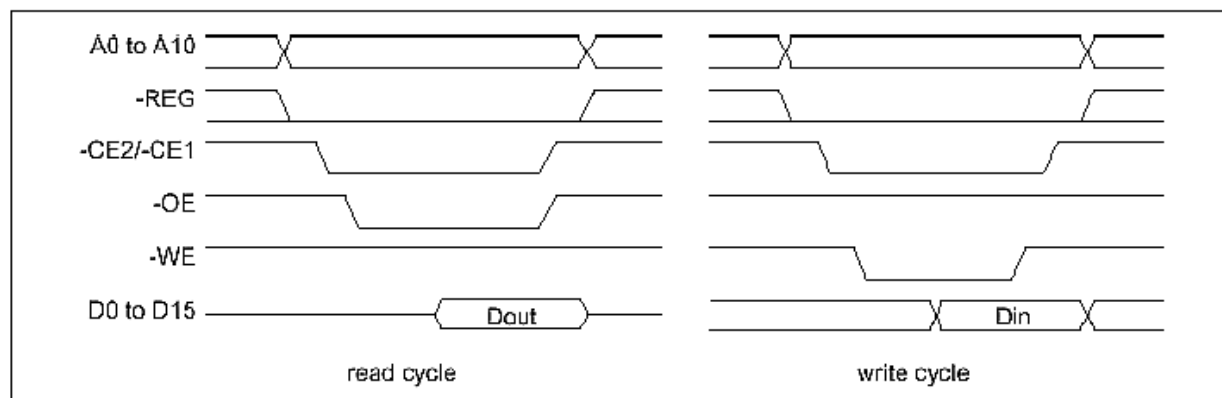 A0 to A10
-REG
-CE2/-CE1
-OE
-WE
D0 to D15
Dout
Din
read cycle
write cycle